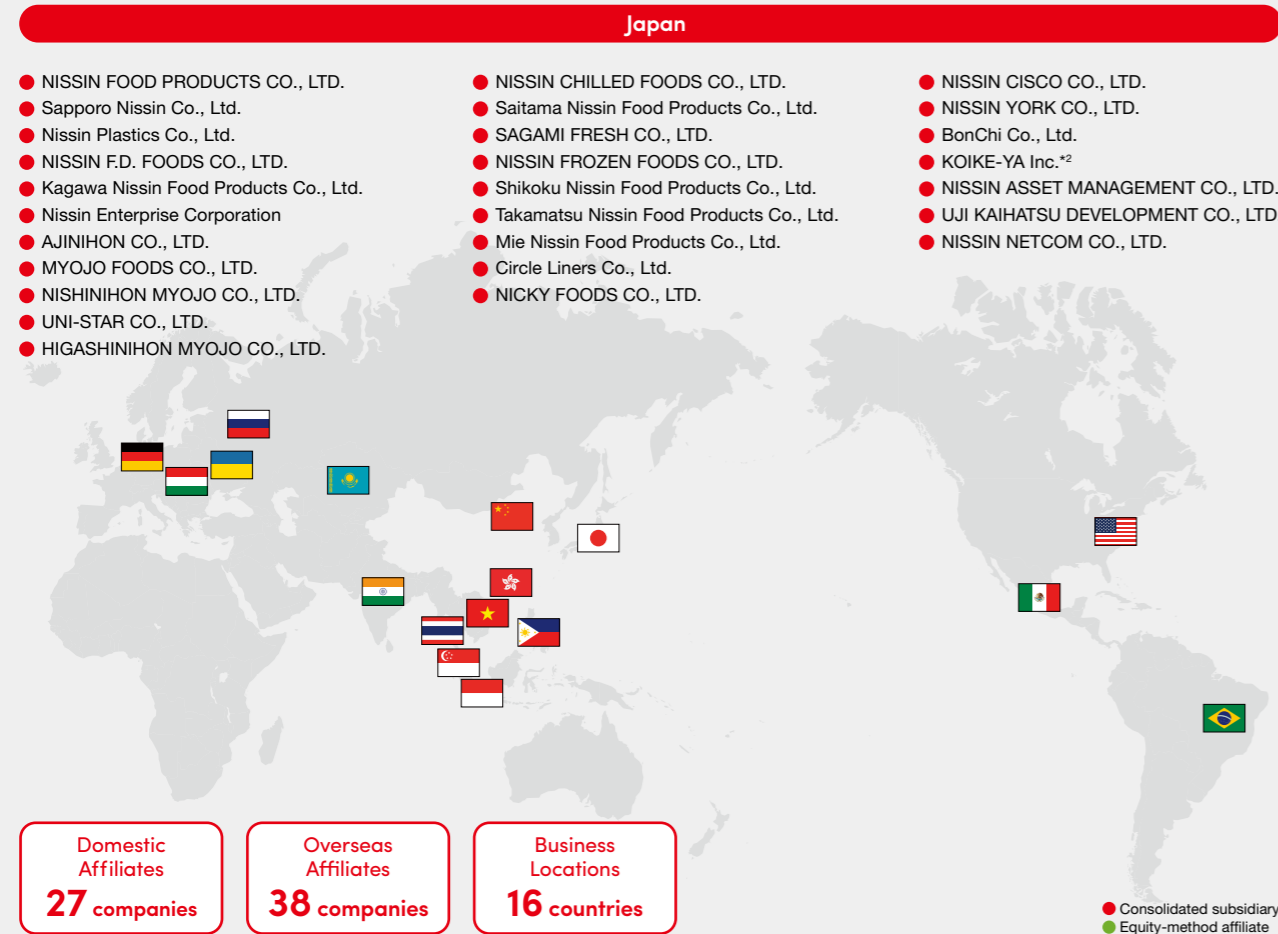 Japan
NISSIN FOOD PRODUCTS CO., LTD.
Sapporo Nissin Co., Ltd.
Nissin Plastics Co., Ltd.
NISSIN F.D. FOODS CO., LTD.
Kagawa Nissin Food Products Co., Ltd.
Nissin Enterprise Corporation
AJINIHON CO., LTD.
MYOJO FOODS CO., LTD.
NISHINIHON MYOJO CO., LTD.
UNI-STAR CO., LTD.
HIGASHINIHON MYOJO CO., LTD.
NISSIN CHILLED FOODS CO., LTD.
Saitama Nissin Food Products Co., Ltd.
SAGAMI FRESH CO., LTD.
NISSIN FROZEN FOODS CO., LTD.
Shikoku Nissin Food Products Co., Ltd.
Takamatsu Nissin Food Products Co., Ltd.
Mie Nissin Food Products Co., Ltd.
Circle Liners Co., Ltd.
NICKY FOODS CO., LTD.
NISSIN CISCO CO., LTD.
NISSIN YORK CO., LTD.
BonChi Co., Ltd.
KOIKE-YA Inc.*2
NISSIN ASSET MANAGEMENT CO., LTD.
UJI KAIHATSU DEVELOPMENT CO., LTD
NISSIN NETCOM CO., LTD.
Domestic
Affiliates
27 companies
Overseas
Affiliates
38 companies
Business
Locations
16 countries
Consolidated subsidiary
Equity-method affiliate